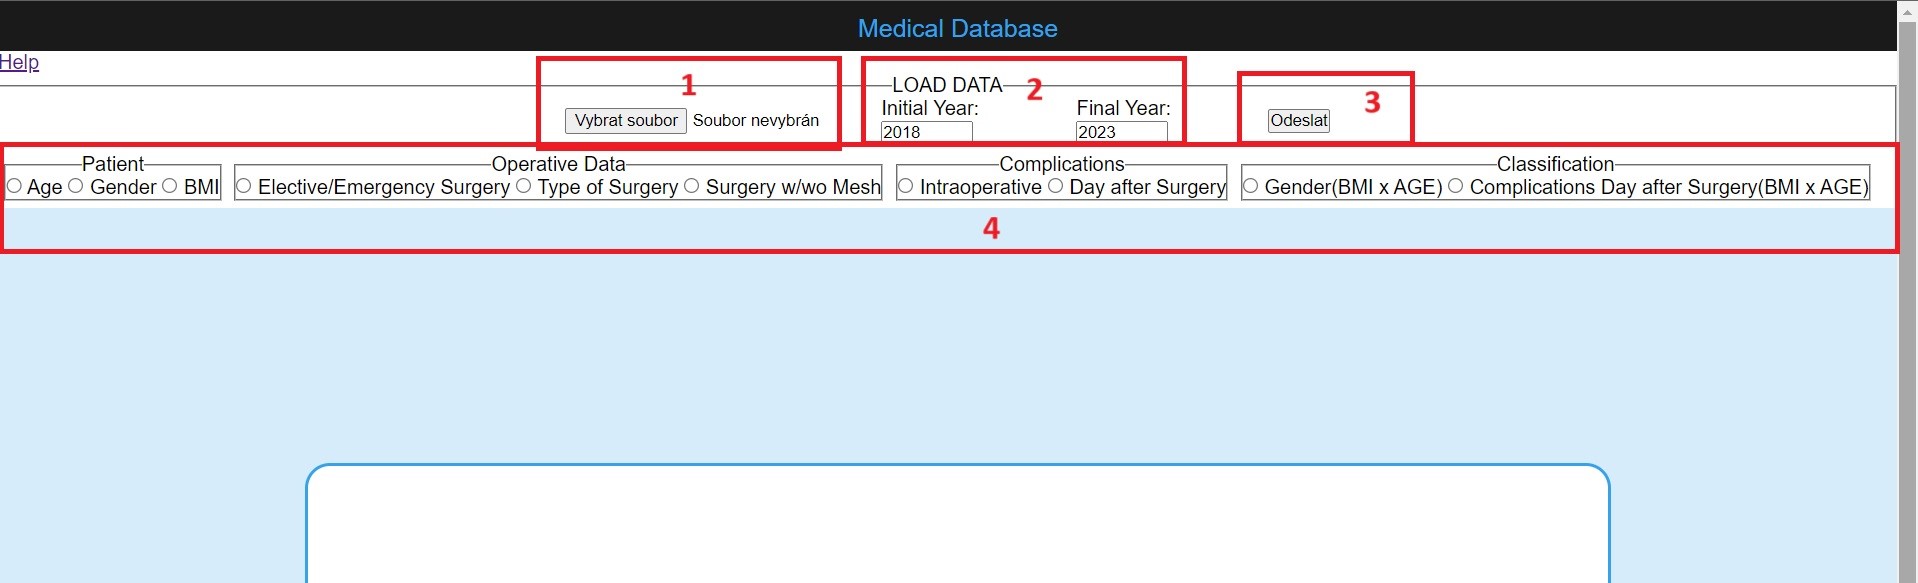 Medical Database
Help
1
LOAD DATA
2
3
Initial Year:
Final Year:
Vybrat soubor Soubor nevybrán
2018
2023
Odeslat
Patient
Age Gender BMI
Operative Data
Elective/Emergency Surgery Type of Surgery Surgery w/wo Mesh
Complications
Intraoperative Day after Surgery
Classification
Gender(BMI x AGE) Complications Day after Surgery(BMI x AGE)
4